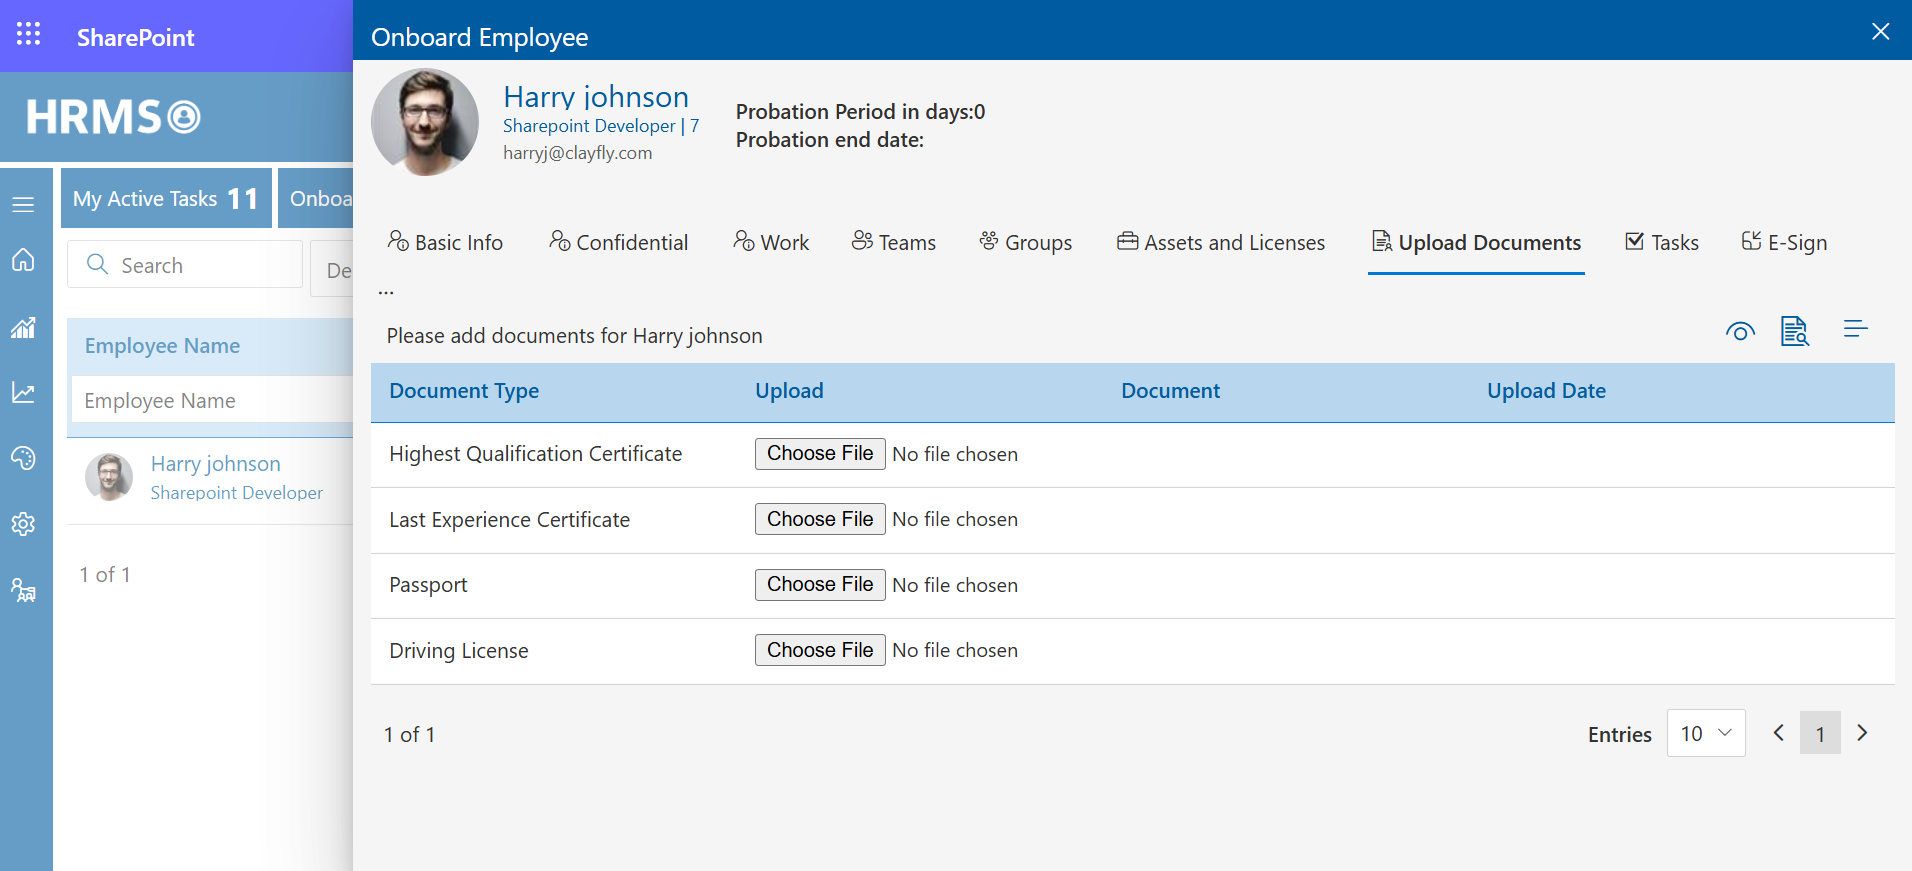 SharePoint
Onboard Employee
HRMS
Harry johnson
Sharepoint Developer | 7
harryj@clayfly.com
Probation Period in days:0
Probation end date:
My Active Tasks 11
Onboa
Search
De
Basic Info
Confidential
Work
Teams
Groups
Assets and Licenses
Upload Documents
Tasks
E-Sign
...
Please add documents for Harry johnson
Employee Name
Employee Name
Harry johnson
Sharepoint Developer
1 of 1
Document Type Upload Document Upload Date
Highest Qualification Certificate Choose File No file chosen
Last Experience Certificate Choose File No file chosen
Passport Choose File No file chosen
Driving License Choose File No file chosen
1 of 1
Entries 10 1